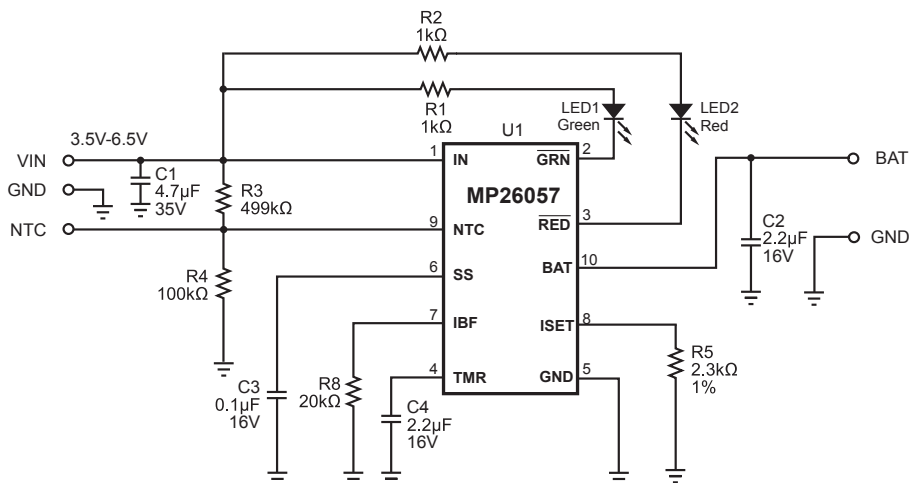 R2
1kΩ
R1
1kΩ
LED1
Green
LED2
Red
U1
3.5V-6.5V
VIN
GND
NTC
C1
4.7µF
35V
R3
499kΩ
R4
100kΩ
1
IN
9
NTC
6
SS
7
IBF
4
TMR
MP26057
2
GRN
3
RED
10
BAT
8
ISET
5
GND
BAT
C2
2.2µF
16V
GND
R5
2.3kΩ
1%
C3
0.1µF
16V
R8
20kΩ
C4
2.2µF
16V